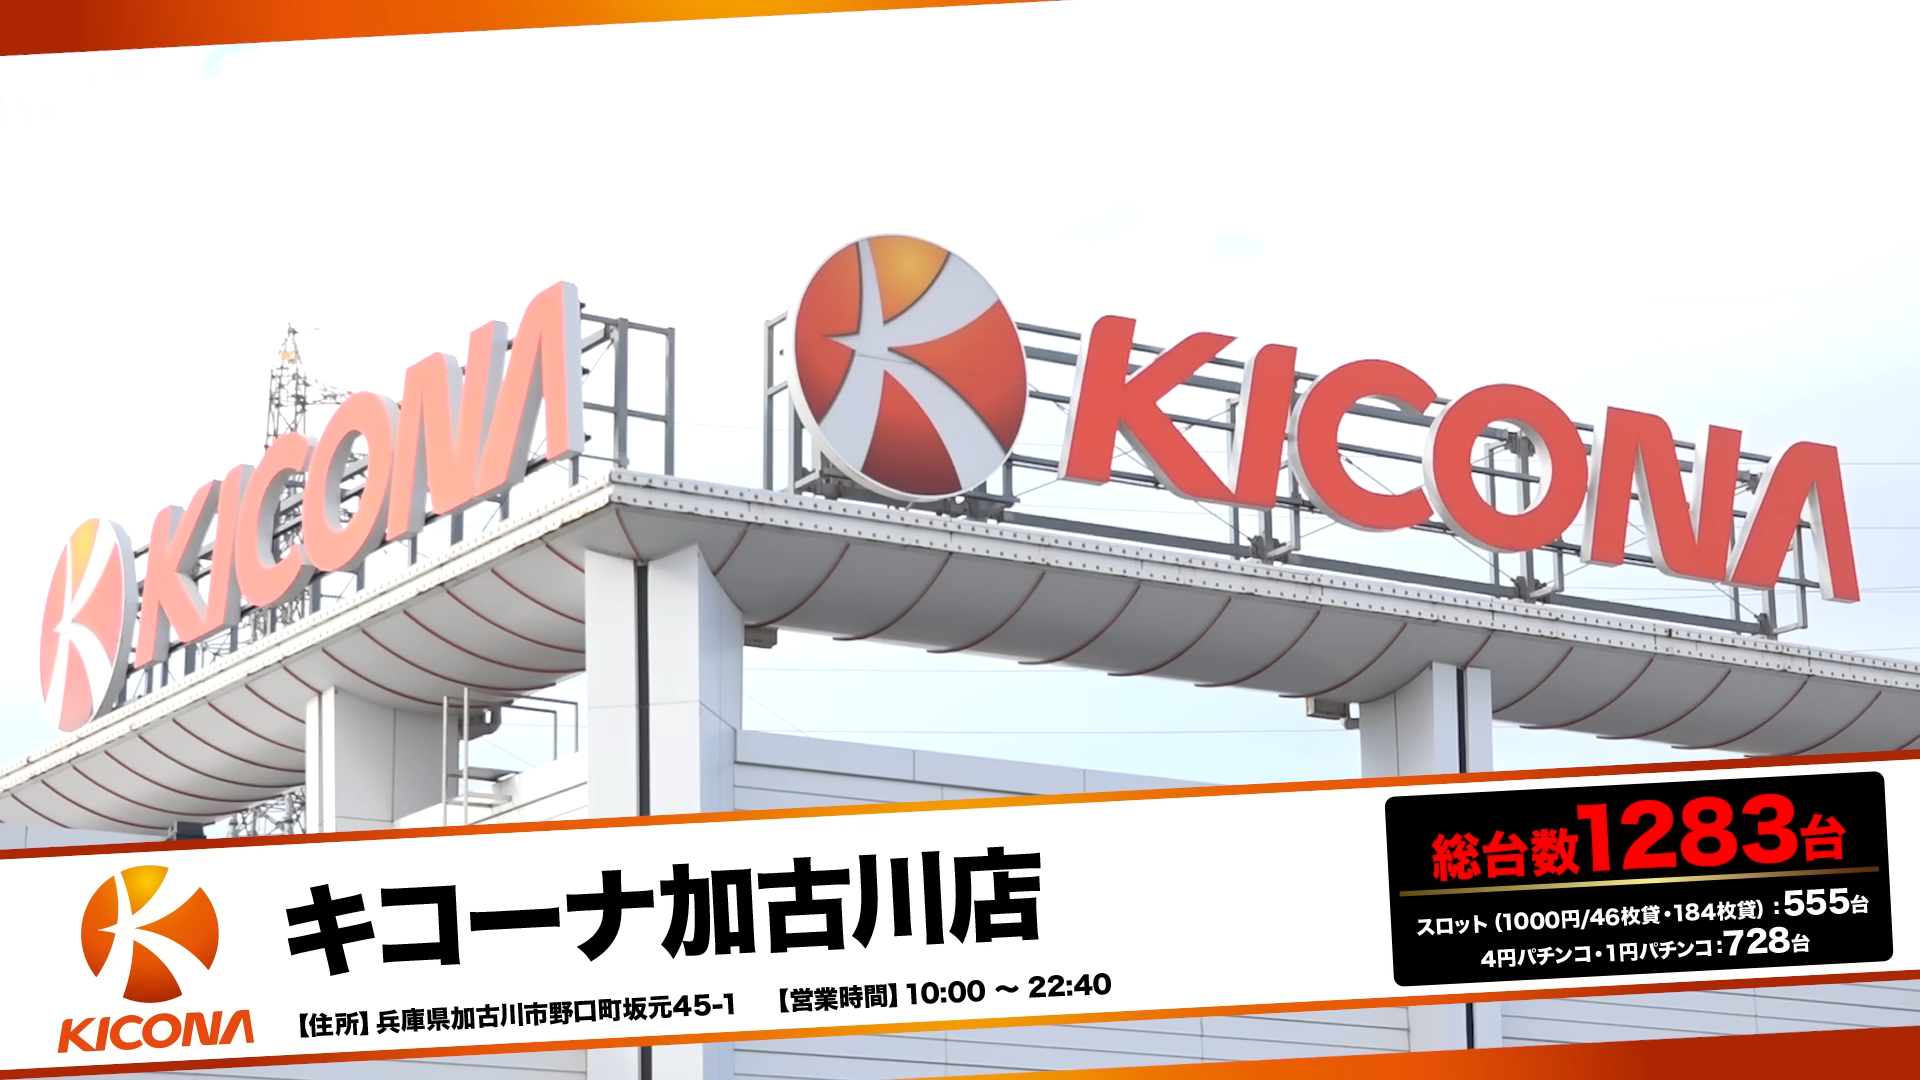 KICONA
KICONA
キコーナ加古川店
【住所】兵庫県加古川市野口町坂元45-1 【営業時間】10:00 ～ 22:40
KICONA
総台数1283台
スロット（1000円/46枚貸・184枚貸）：555台
4円パチンコ・1円パチンコ：728台